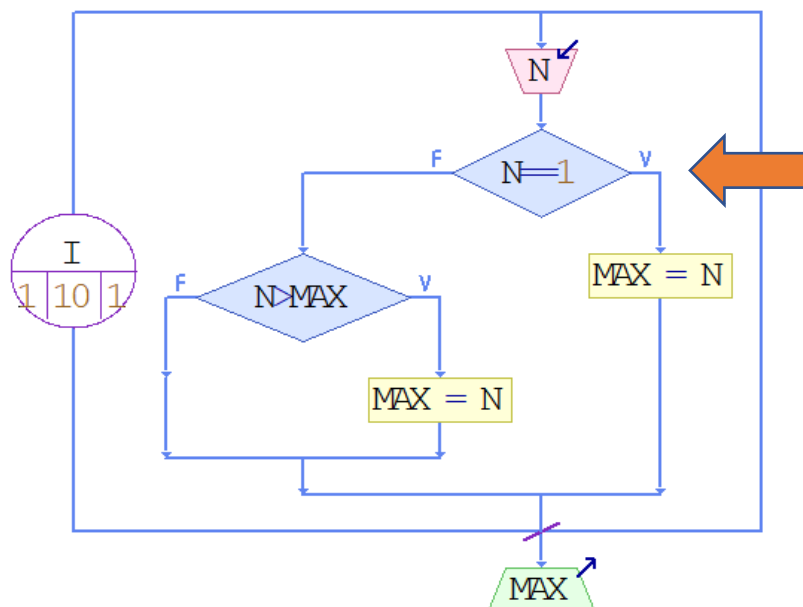 N
F
N==1
V
I
1 10 1
MAX = N
F
N>MAX
V
MAX = N
MAX